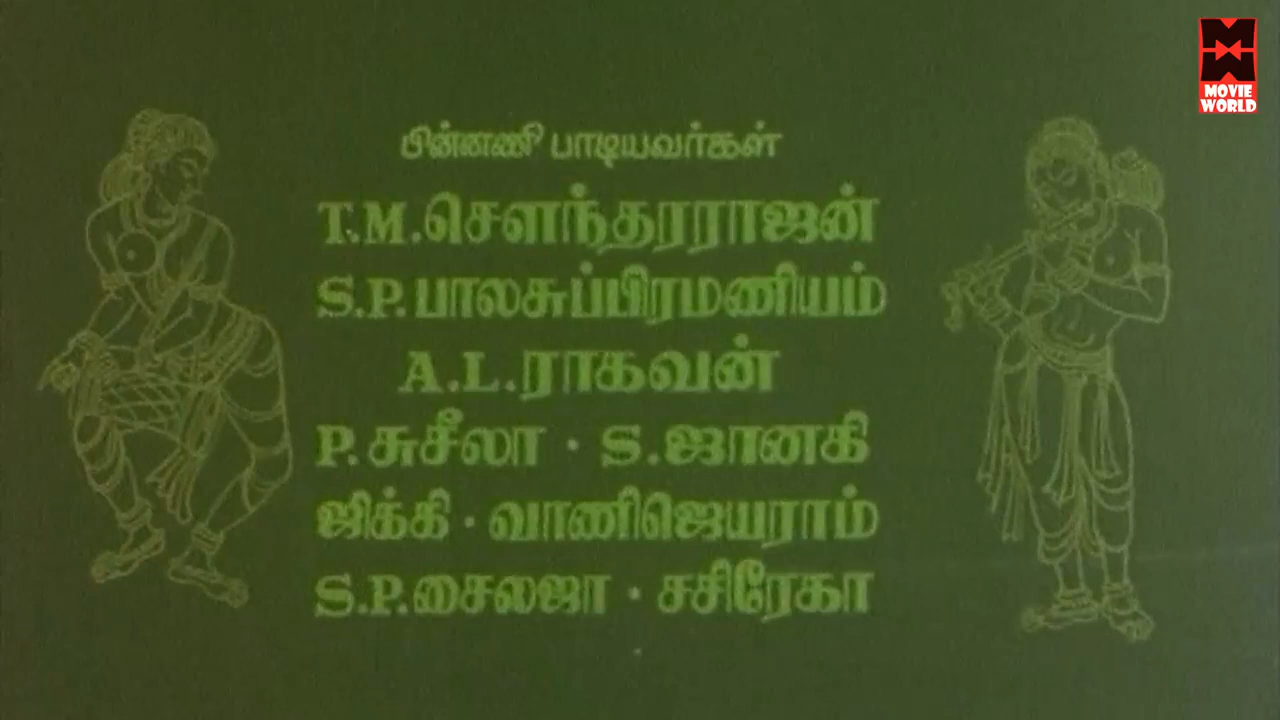 MOVIE
WORLD
பின்னணி பாடியவர்கள்
T.M.சௌந்தரராஜன்
S.P.பாலசுப்பிரமணியம்
A.L.ராகவன்
P.சுசீலா · S.ஜானகி
ஜிக்கி · வாணிஜெயராம்
S.P.சைலஜா · சசிரேகா